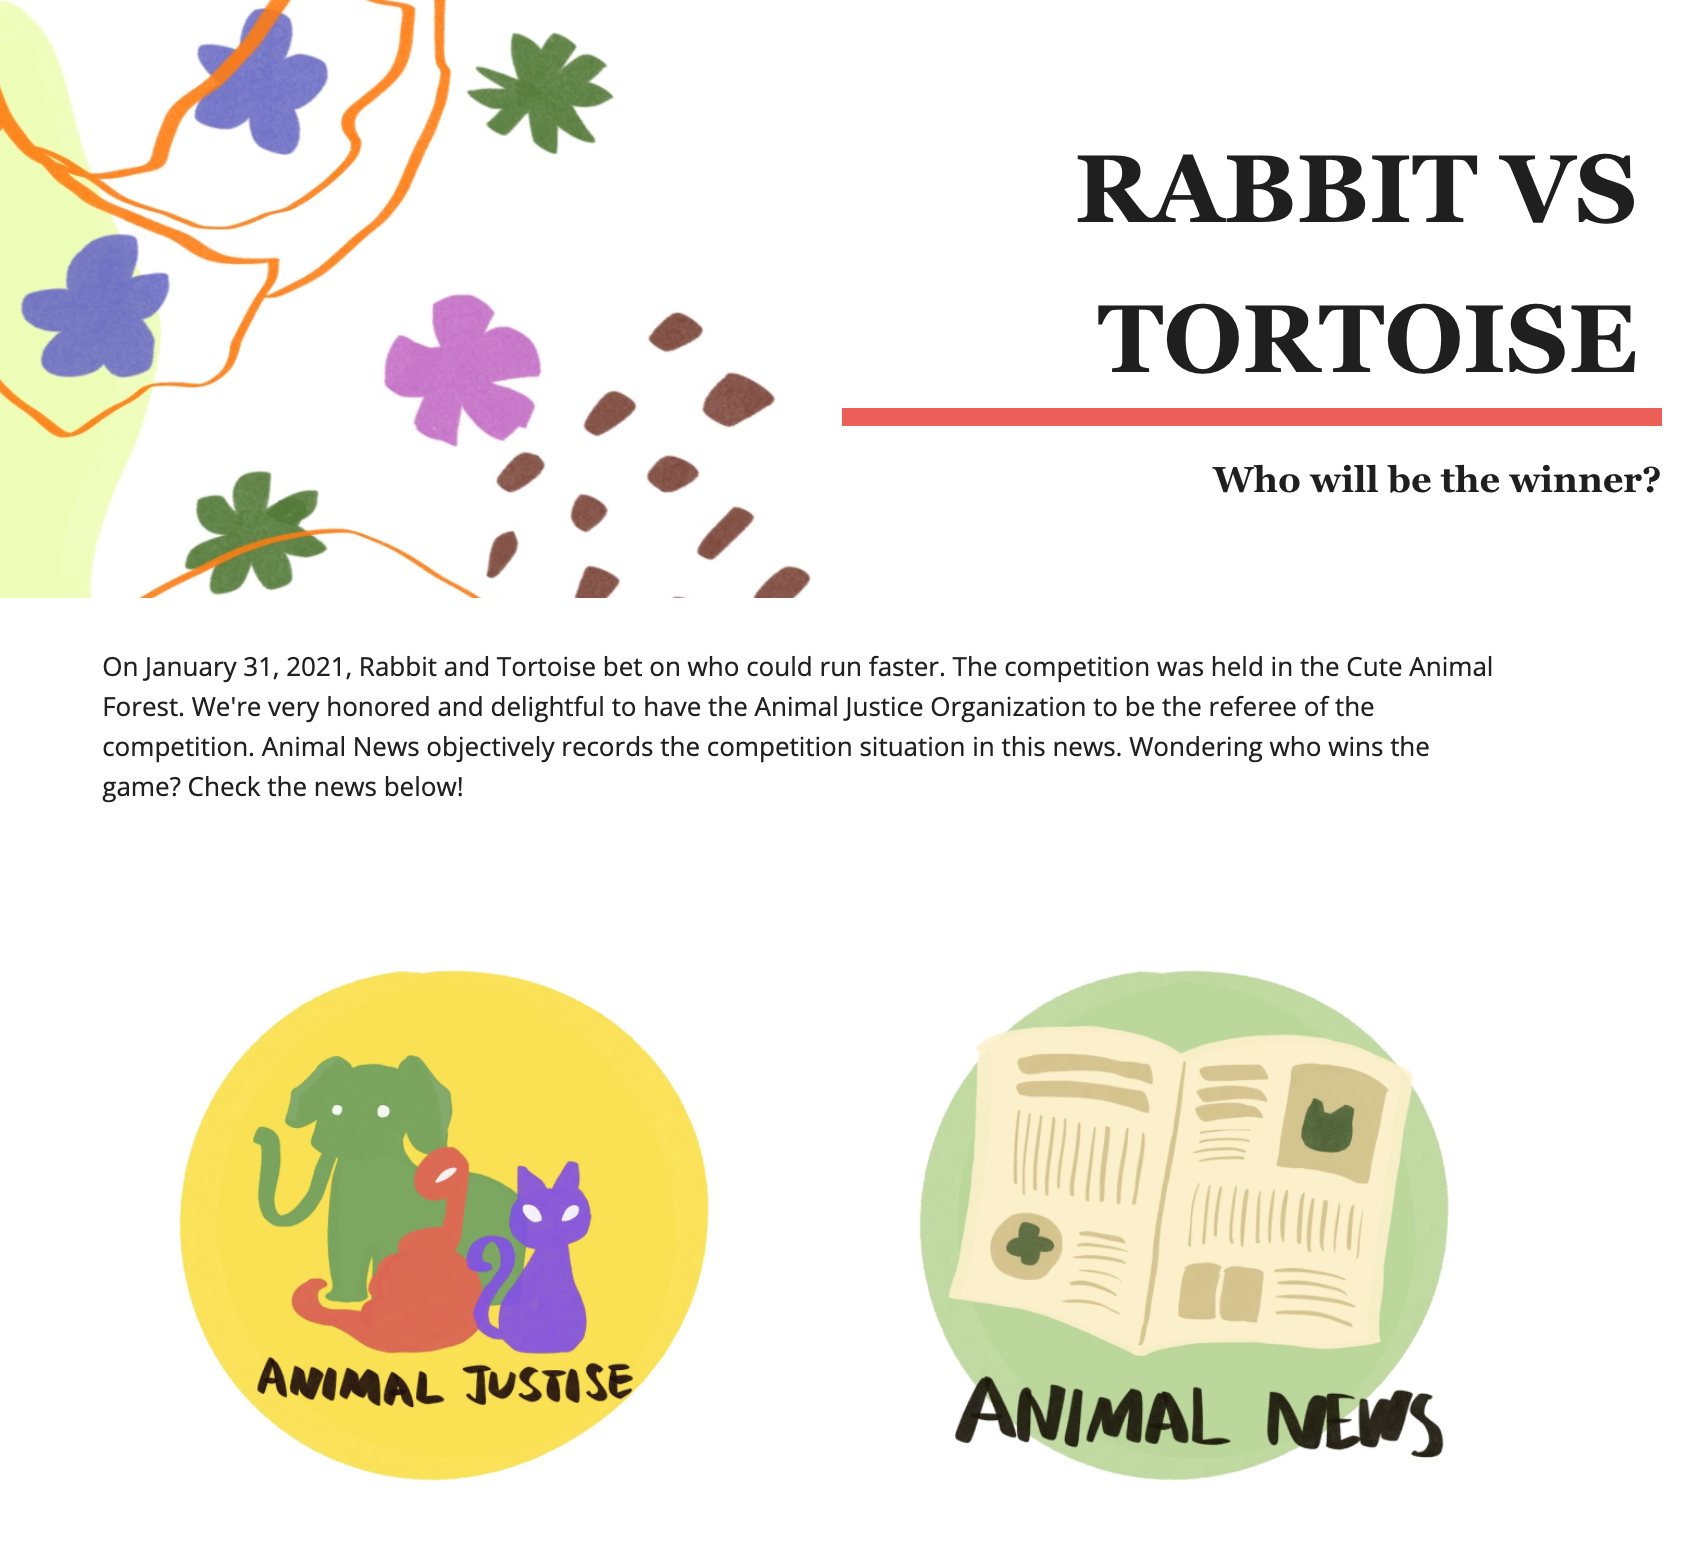 RABBIT VS
TORTOISE
Who will be the winner?
On January 31, 2021, Rabbit and Tortoise bet on who could run faster. The competition was held in the Cute Animal
Forest. We're very honored and delightful to have the Animal Justice Organization to be the referee of the
competition. Animal News objectively records the competition situation in this news. Wondering who wins the
game? Check the news below!
ANIMAL JUSTISE
ANIMAL NEWS